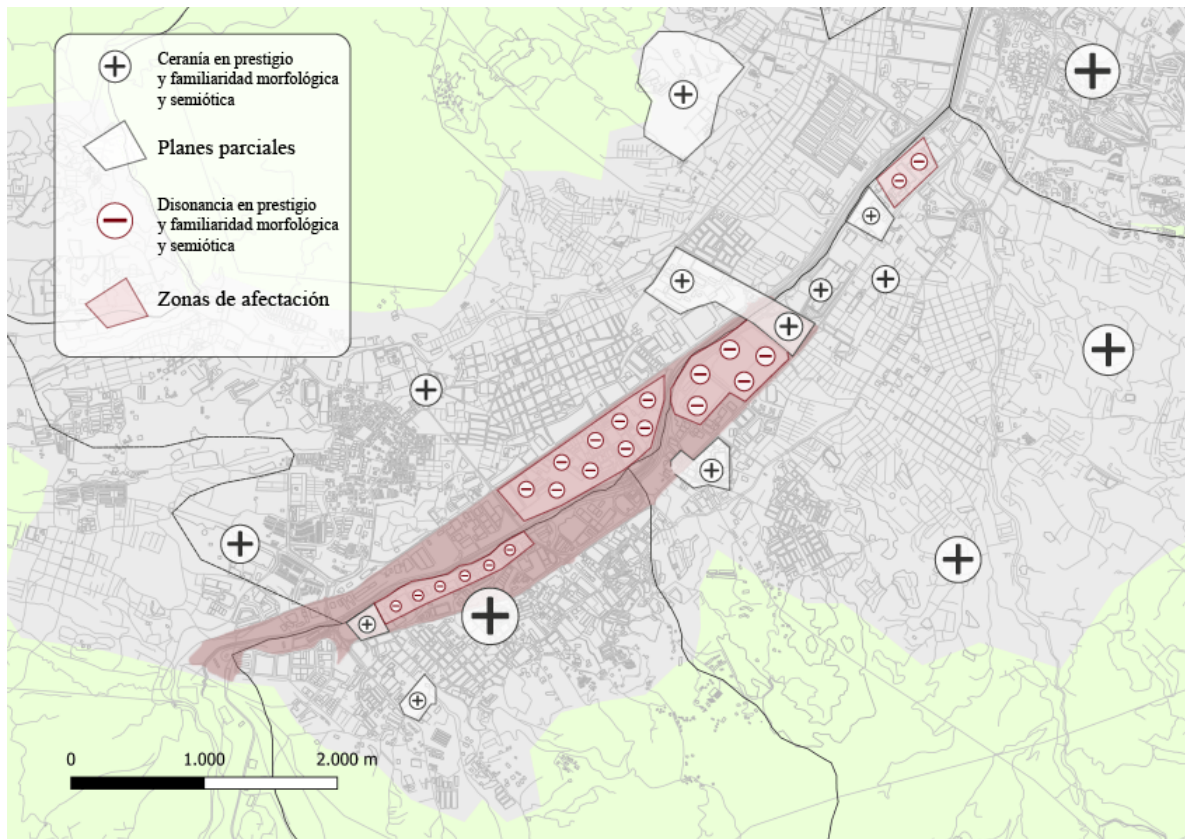 Ceranía en prestigio
y familiaridad morfológica
y semiótica
Planes parciales
Disonancia en prestigio
y familiaridad morfológica
y semiótica
Zonas de afectación
0 1.000 2.000 m